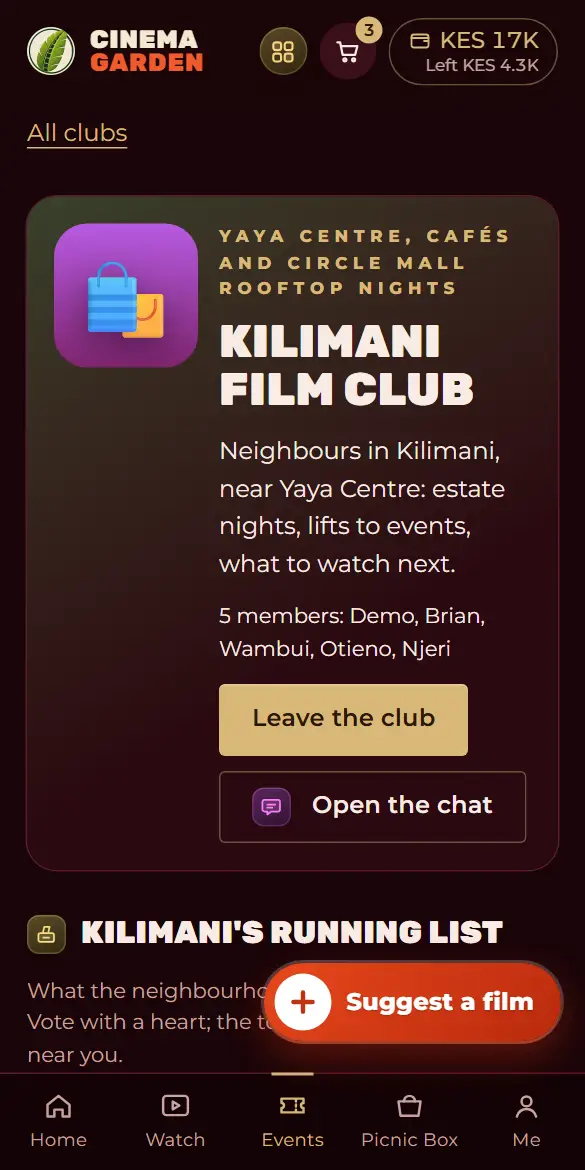 CINEMA
GARDEN
3
KES 17K
Left KES 4.3K
All clubs
YAYA CENTRE, CAFÉS
AND CIRCLE MALL
ROOFTOP NIGHTS
KILIMANI
FILM CLUB
Neighbours in Kilimani,
near Yaya Centre: estate
nights, lifts to events,
what to watch next.
5 members: Demo, Brian,
Wambui, Otieno, Njeri
Leave the club
Open the chat
KILIMANI'S RUNNING LIST
What the
Vote with a heart; the
near you.
Suggest a film
Home
Watch
Events
Picnic Box
Me